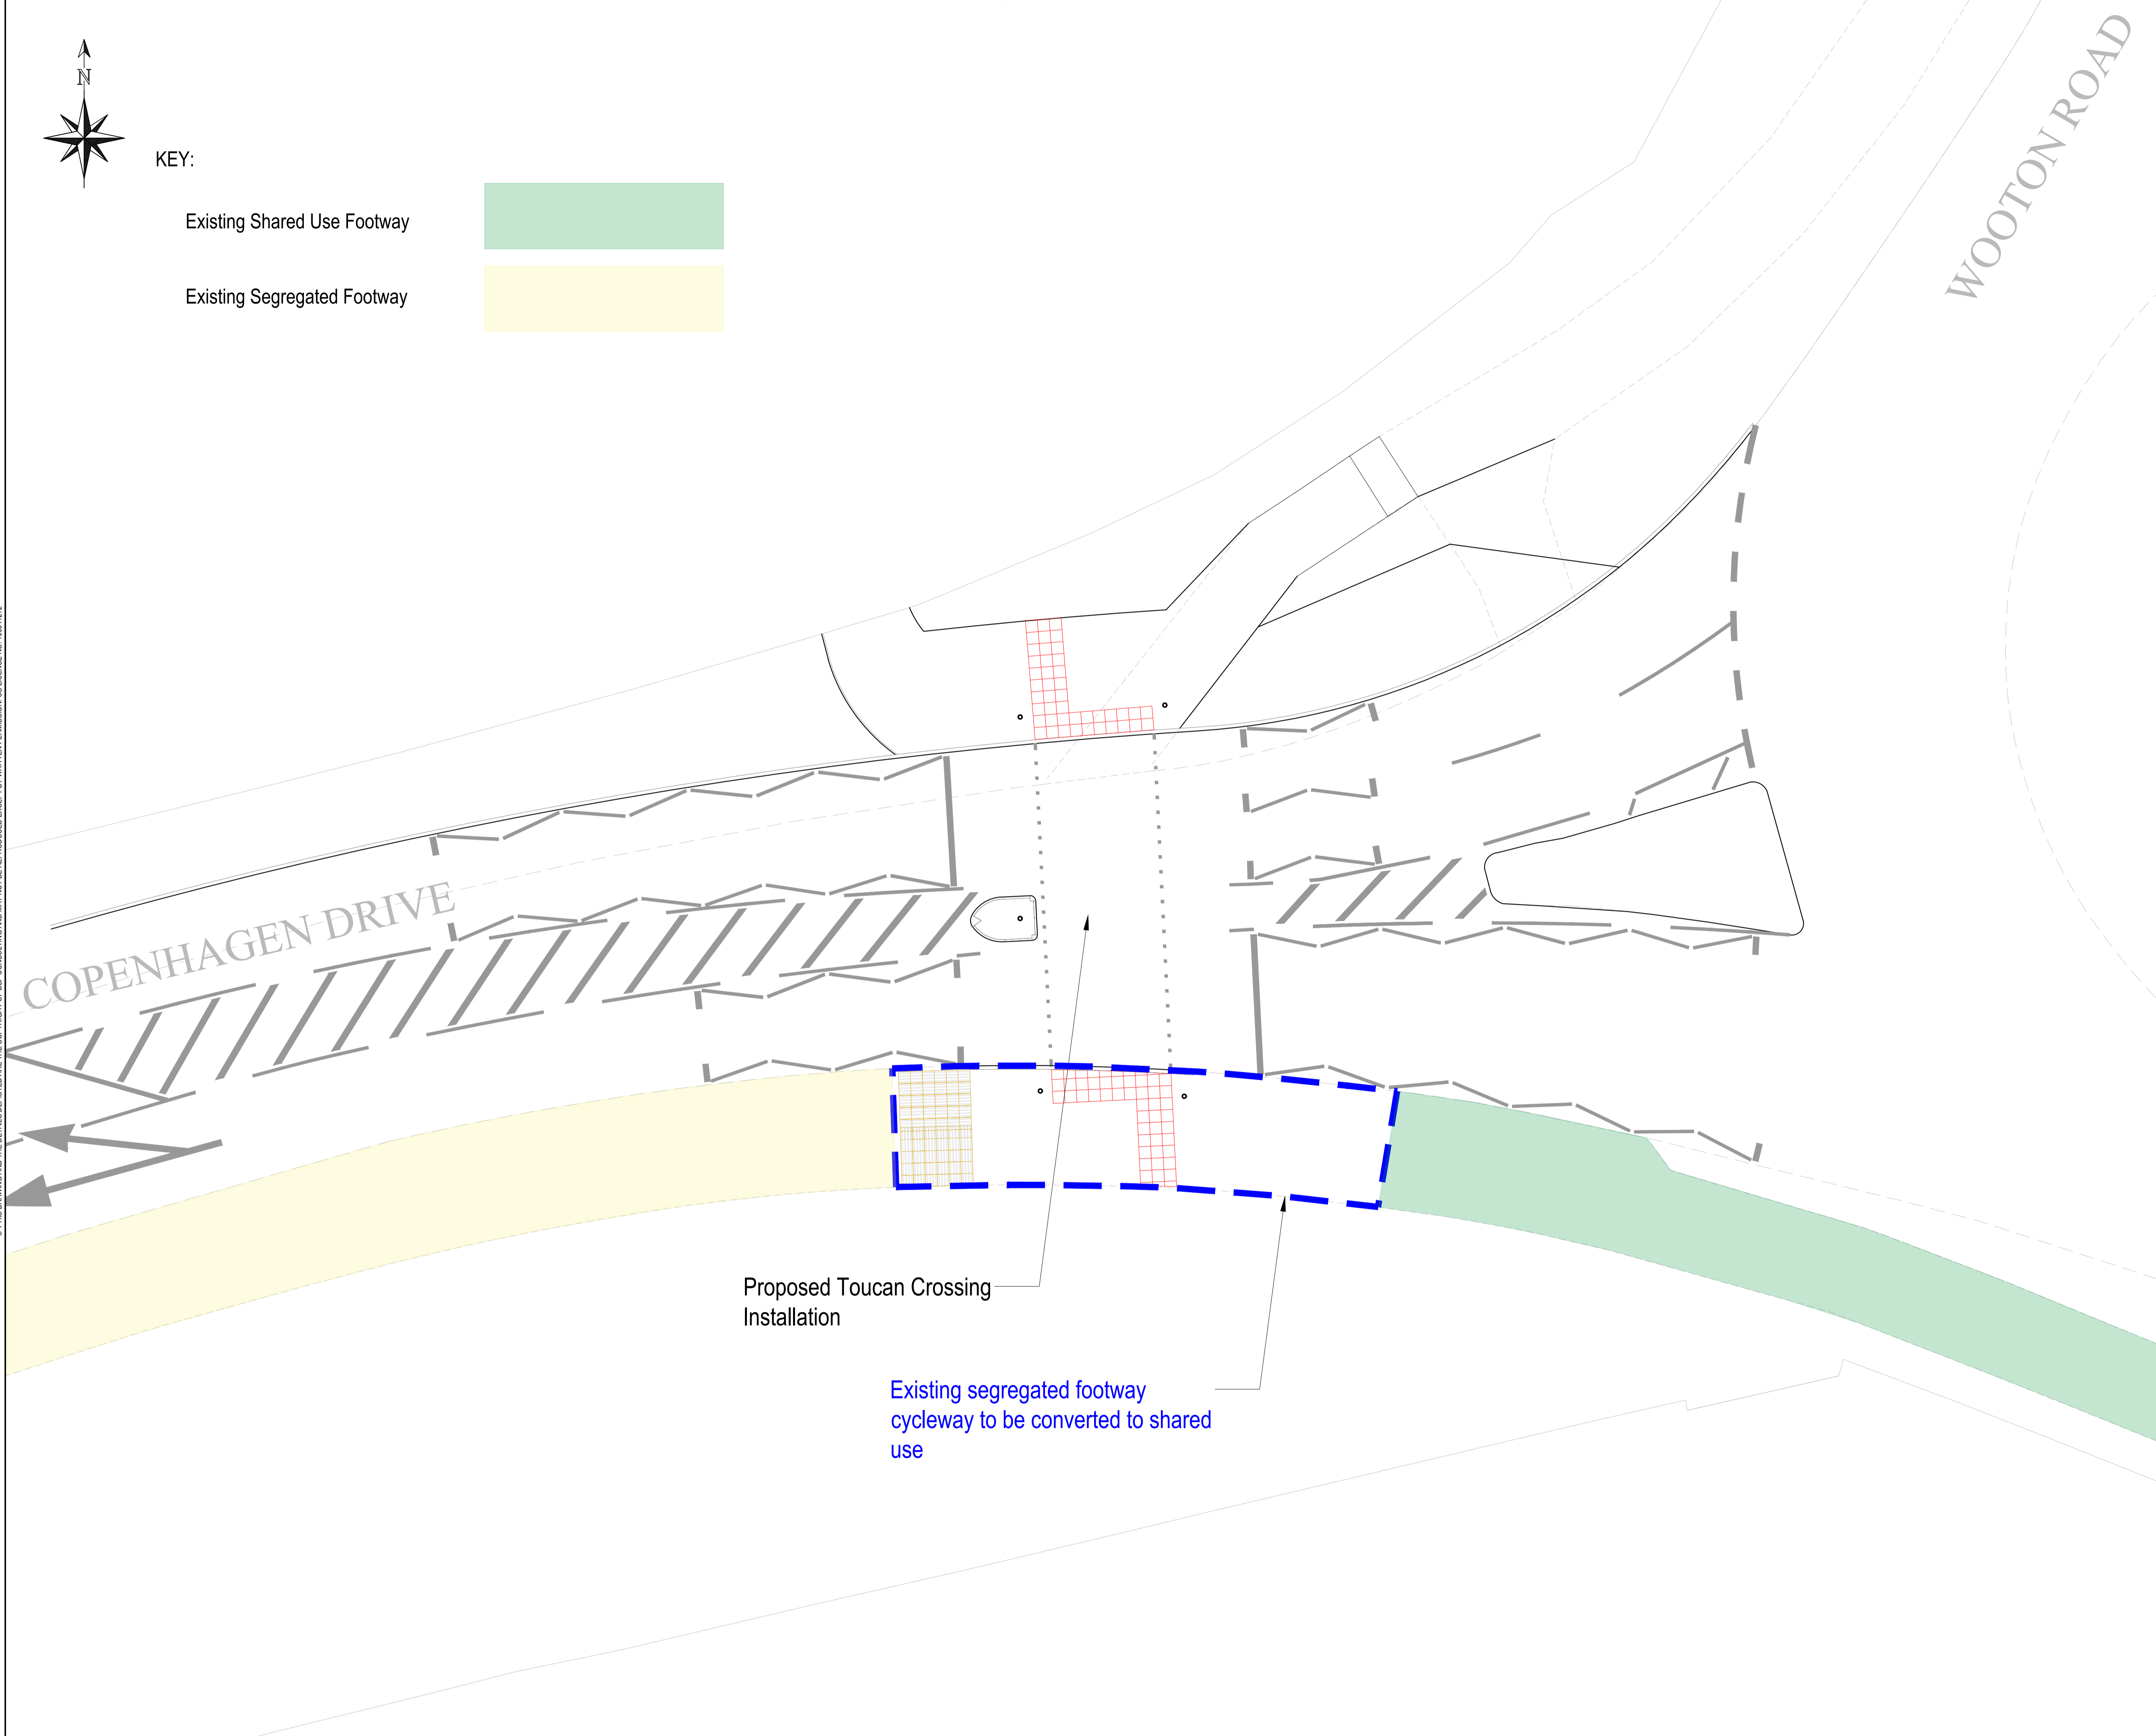 N
KEY:
Existing Shared Use Footway
Existing Segregated Footway
WOOTON ROAD
COPENHAGEN DRIVE
Proposed Toucan Crossing
Installation
Existing segregated footway
cycleway to be converted to shared
use